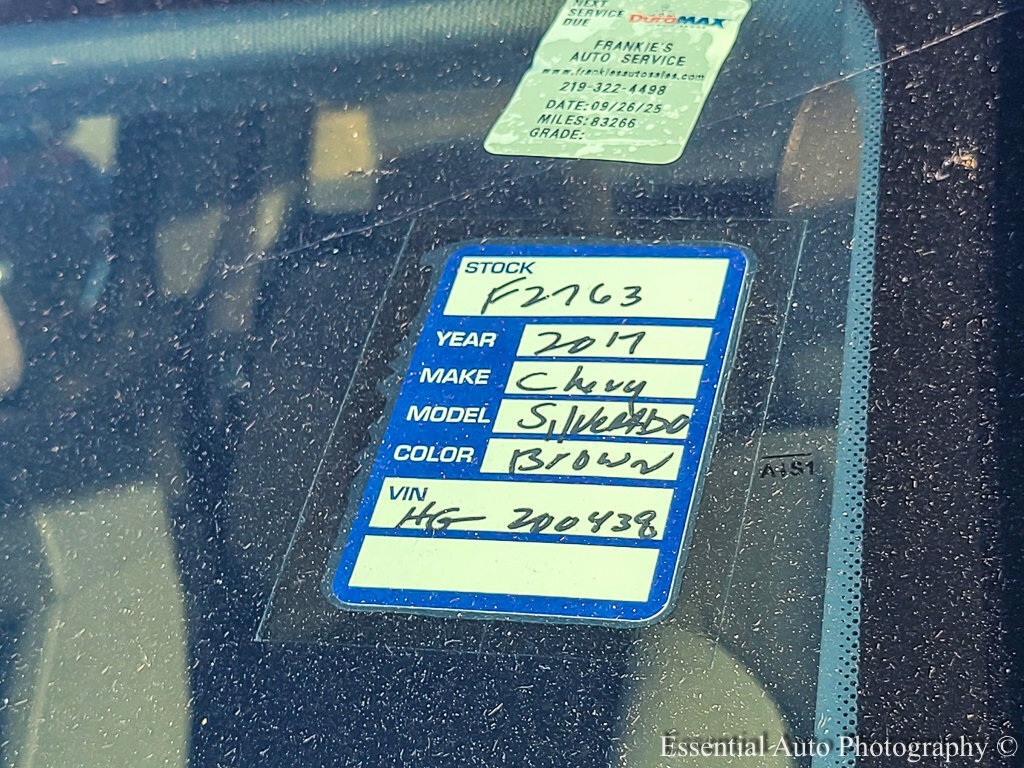 NEXT
SERVICE
DUE
DuraMAX
FRANKIE'S
AUTO SERVICE
www.frankiesautosales.com
219-322-4498
DATE: 09/26/25
MILES: 83266
GRADE:
STOCK
F2763
YEAR 2017
MAKE Chevy
MODEL SilveRADO
COLOR Brown
VIN
HG 200438
AS1
Essential Auto Photography ©